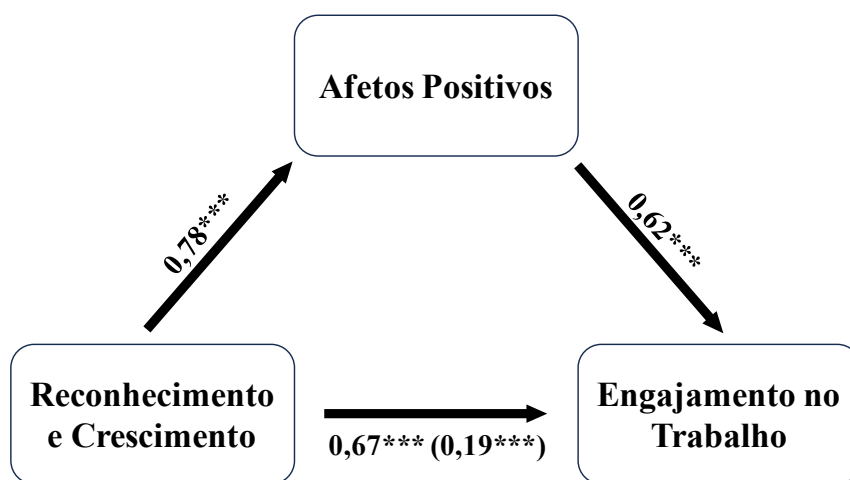 Afetos Positivos
0,78***
0,62***
Reconhecimento
e Crescimento
0,67*** (0,19***)
Engajamento no
Trabalho